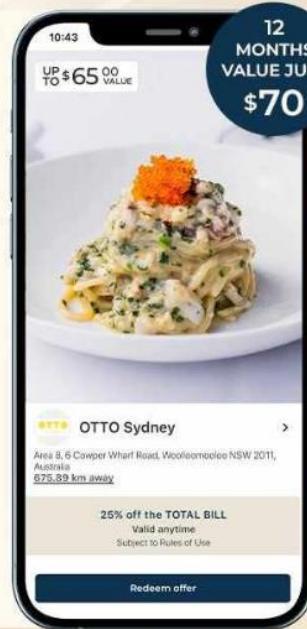 12
MONTHS
VALUE JU
$70
10:43
UP TO $65.00 VALUE
OTTO
OTTO Sydney
Area 8, 6 Cowper Wharf Road, Woolloomooloo NSW 2011,
Australia
675.89 km away
25% off the TOTAL BILL
Valid anytime
Subject to Rules of Use
Redeem offer